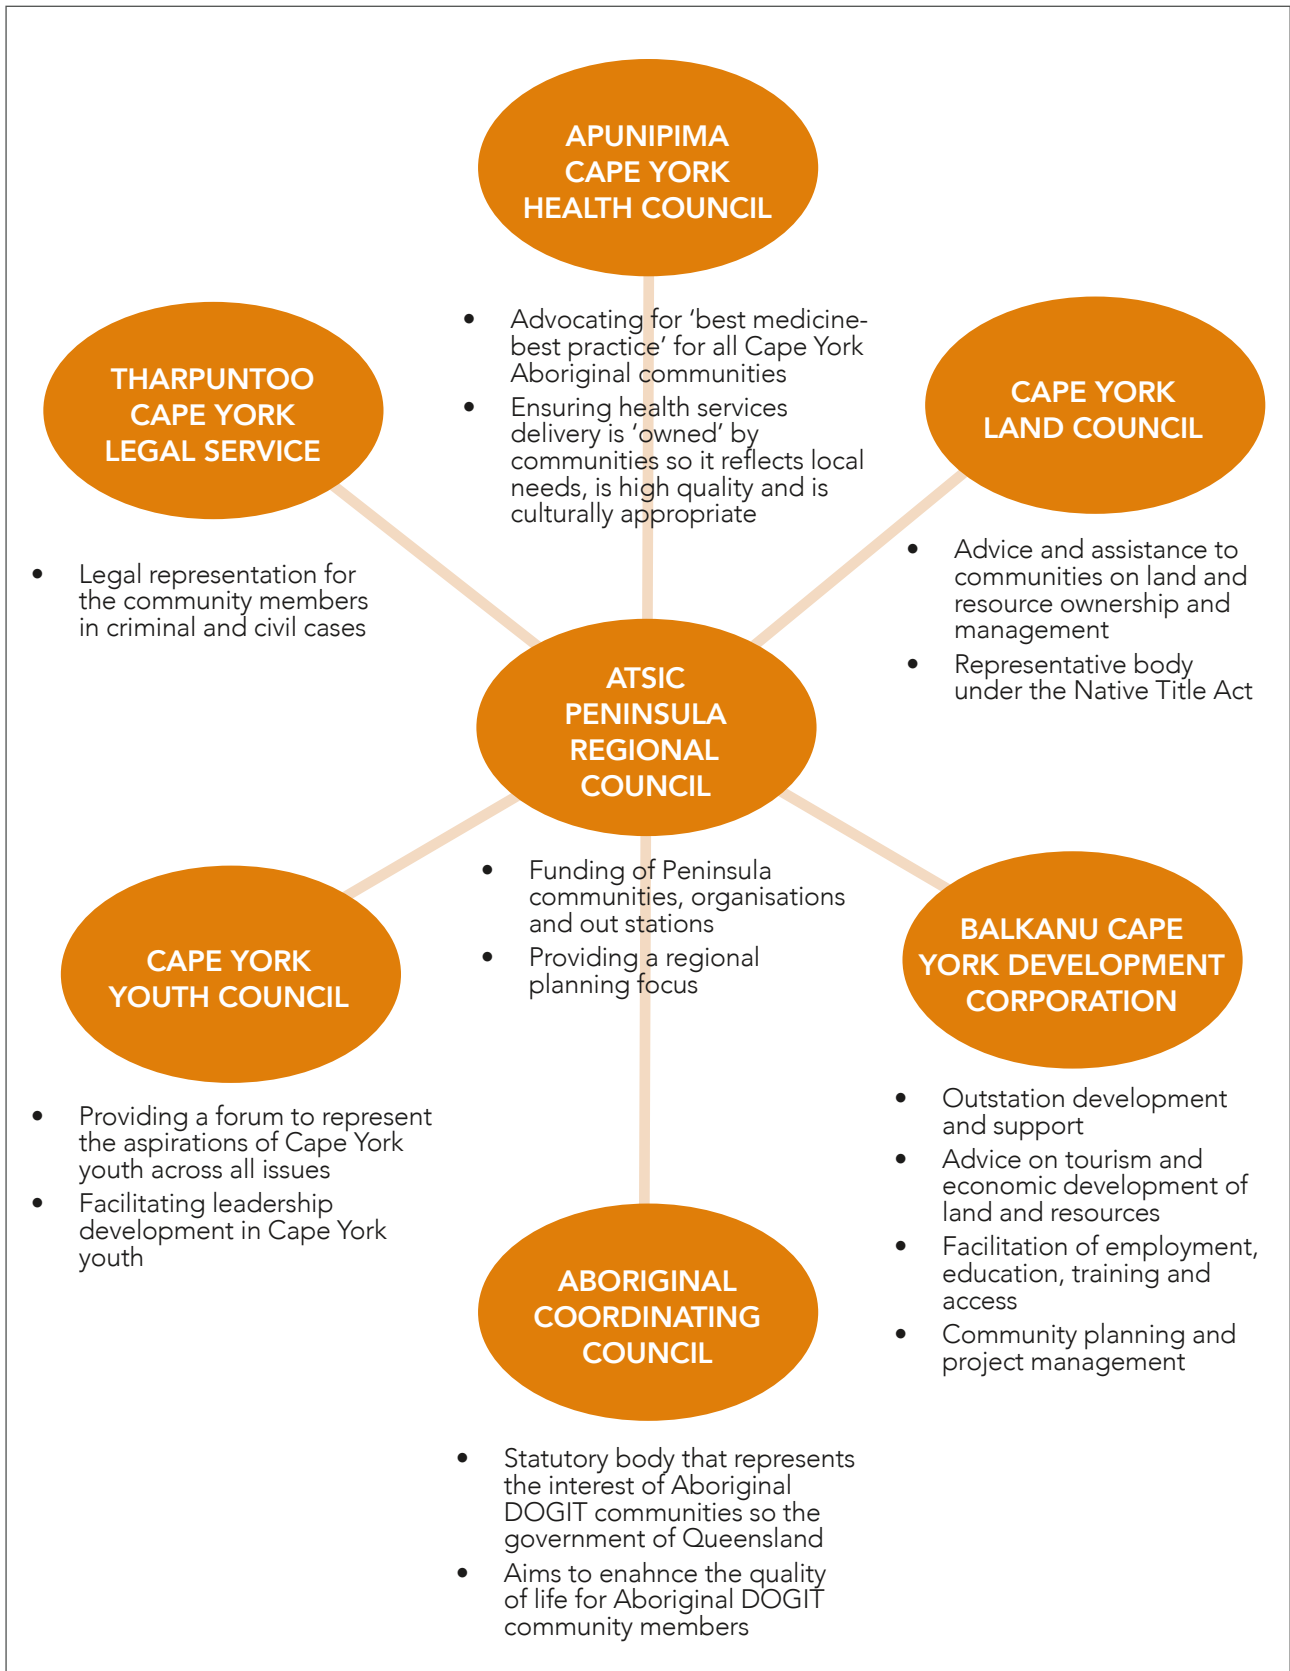 APUNIPIMA
CAPE YORK
HEALTH COUNCIL
• Advocating for ‘best medicine-
best practice’ for all Cape York
Aboriginal communities
• Ensuring health services
delivery is ‘owned’ by
communities so it reflects local
needs, is high quality and is
culturally appropriate
THARPUNTOO
CAPE YORK
LEGAL SERVICE
• Legal representation for
the community members
in criminal and civil cases
CAPE YORK
LAND COUNCIL
• Advice and assistance to
communities on land and
resource ownership and
management
• Representative body
under the Native Title Act
ATSIC
PENINSULA
REGIONAL
COUNCIL
• Funding of Peninsula
communities, organisations
and out stations
• Providing a regional
planning focus
CAPE YORK
YOUTH COUNCIL
• Providing a forum to represent
the aspirations of Cape York
youth across all issues
• Facilitating leadership
development in Cape York
youth
BALKANU CAPE
YORK DEVELOPMENT
CORPORATION
• Outstation development
and support
• Advice on tourism and
economic development of
land and resources
• Facilitation of employment,
education, training and
access
• Community planning and
project management
ABORIGINAL
COORDINATING
COUNCIL
• Statutory body that represents
the interest of Aboriginal
DOGIT communities so the
government of Queensland
• Aims to enahnce the quality
of life for Aboriginal DOGIT
community members